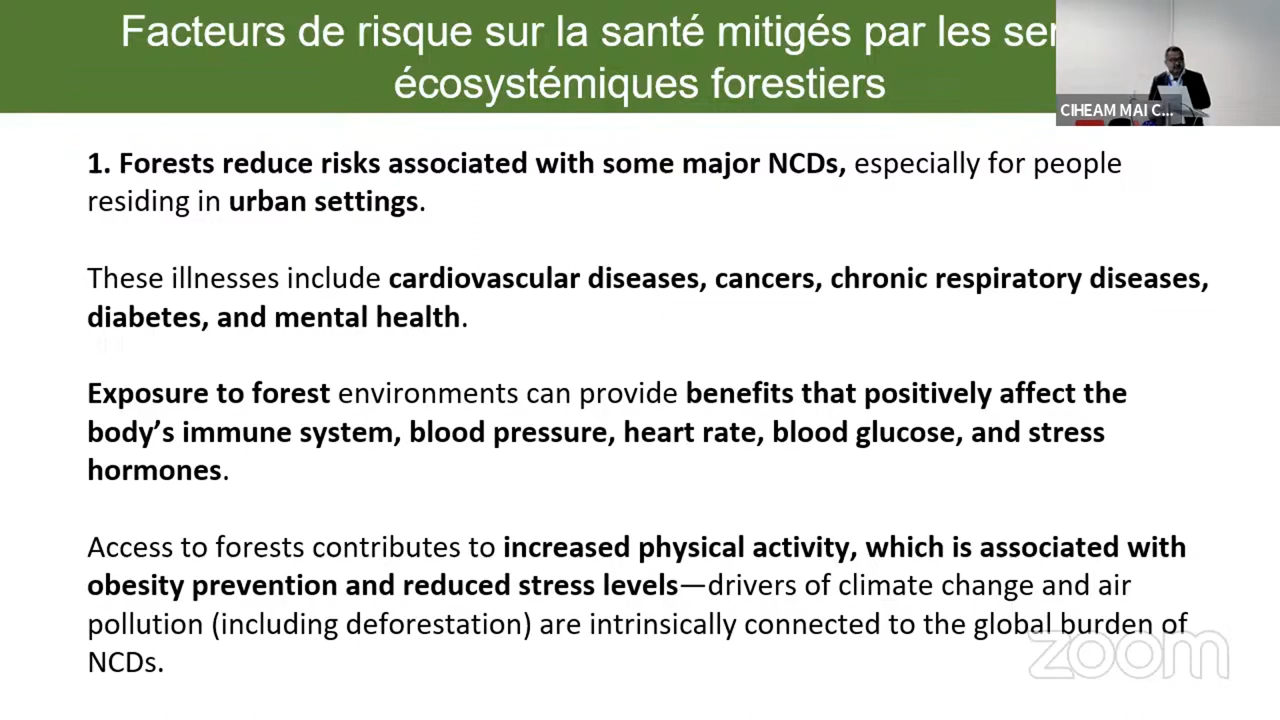 Facteurs de risque sur la santé mitigés par les
écosystémiques forestiers
CIHEAM MAI C...
1. Forests reduce risks associated with some major NCDs, especially for people
residing in urban settings.
These illnesses include cardiovascular diseases, cancers, chronic respiratory diseases,
diabetes, and mental health.
Exposure to forest environments can provide benefits that positively affect the
body’s immune system, blood pressure, heart rate, blood glucose, and stress
hormones.
Access to forests contributes to increased physical activity, which is associated with
obesity prevention and reduced stress levels—drivers of climate change and air
pollution (including deforestation) are intrinsically connected to the global burden of
NCDs.
zoom